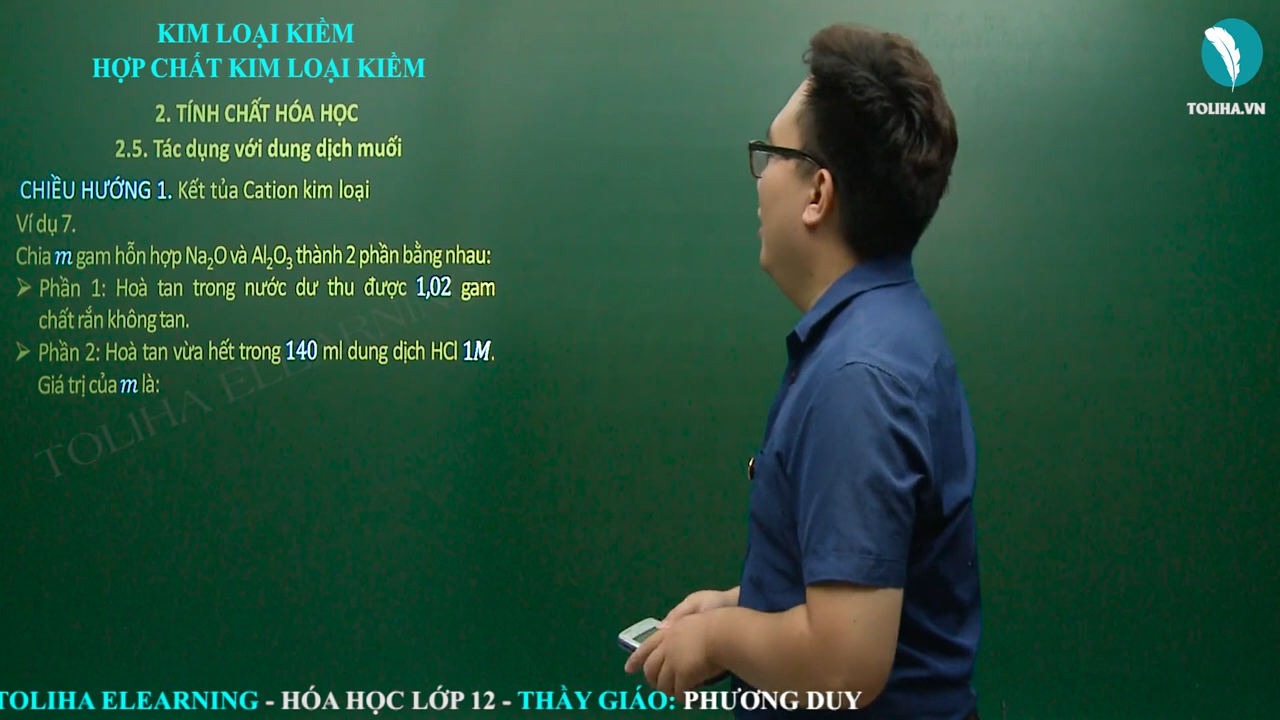 KIM LOẠI KIỀM
HỢP CHẤT KIM LOẠI KIỀM
2. TÍNH CHẤT HÓA HỌC
2.5. Tác dụng với dung dịch muối
CHIỀU HƯỚNG 1. Kết tủa Cation kim loại
Ví dụ 7.
Chia m gam hỗn hợp Na₂O và Al₂O₃ thành 2 phần bằng nhau:
➢ Phần 1: Hoà tan trong nước dư thu được 1,02 gam
chất rắn không tan.
➢ Phần 2: Hoà tan vừa hết trong 140 ml dung dịch HCl 1M.
Giá trị của m là:
TOLIHA ELEARNING
TOLIHA.VN
TOLIHA ELEARNING - HÓA HỌC LỚP 12 - THẦY GIÁO: PHƯƠNG DUY